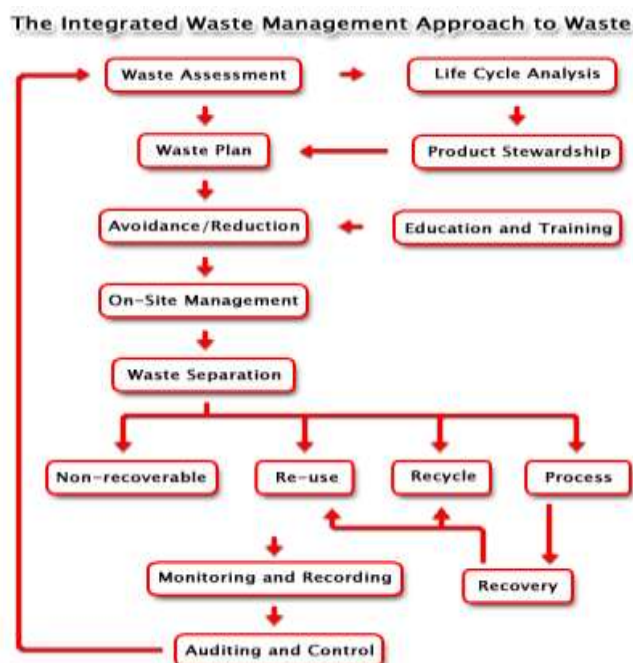 The Integrated Waste Management Approach to Waste
Waste Assessment
Life Cycle Analysis
Waste Plan
Product Stewardship
Avoidance/Reduction
Education and Training
On-Site Management
Waste Separation
Non-recoverable
Re-use
Recycle
Process
Monitoring and Recording
Recovery
Auditing and Control